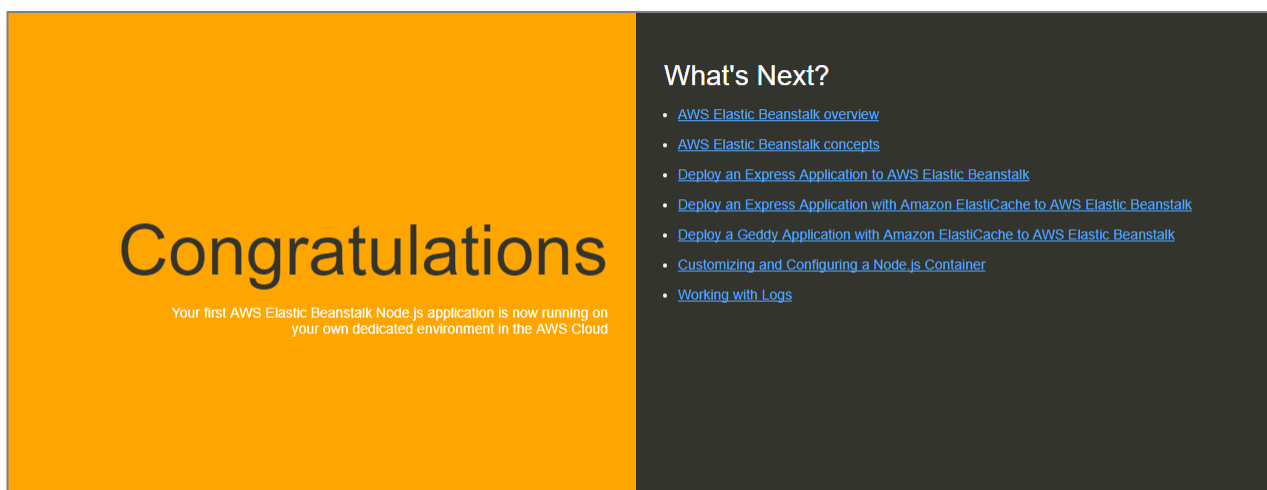 Congratulations
Your first AWS Elastic Beanstalk Node.js application is now running on
your own dedicated environment in the AWS Cloud
What's Next?
AWS Elastic Beanstalk overview
AWS Elastic Beanstalk concepts
Deploy an Express Application to AWS Elastic Beanstalk
Deploy an Express Application with Amazon ElastiCache to AWS Elastic Beanstalk
Deploy a Geddy Application with Amazon ElastiCache to AWS Elastic Beanstalk
Customizing and Configuring a Node.js Container
Working with Logs